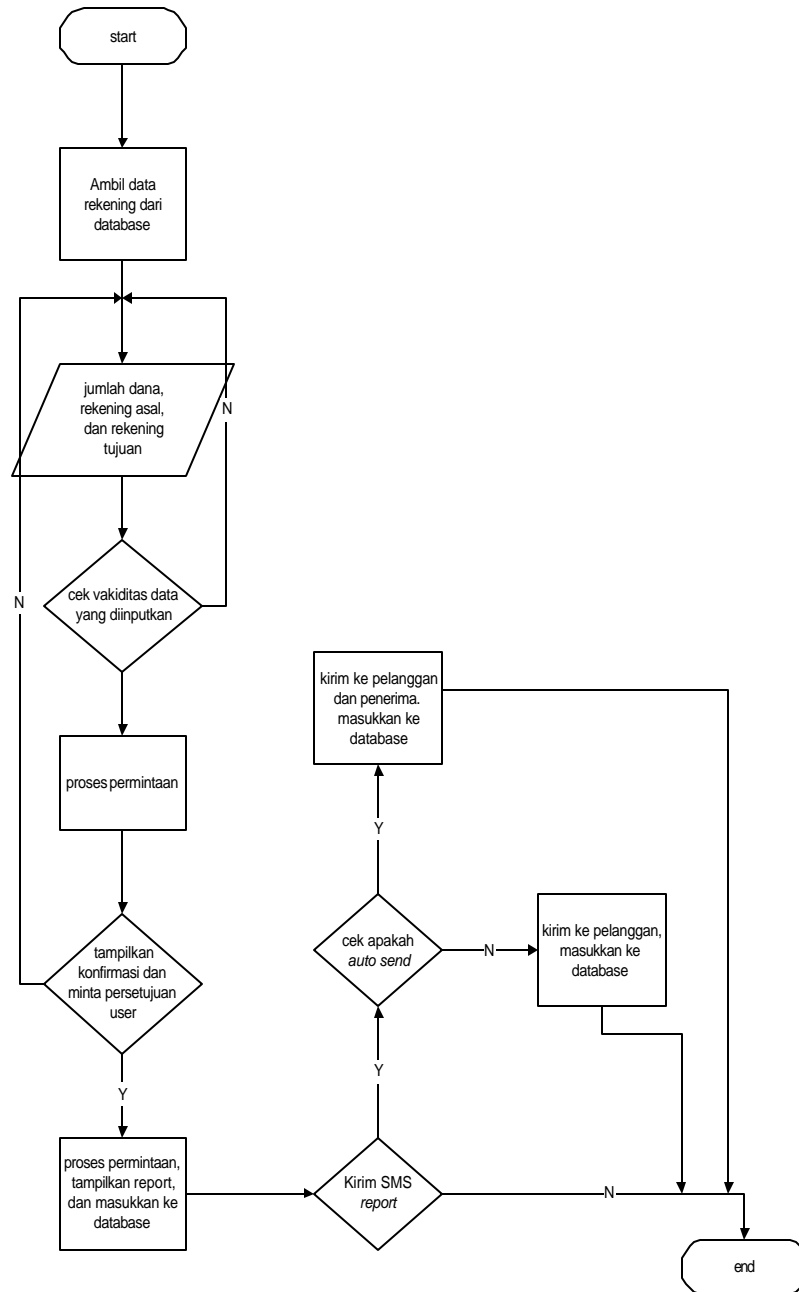 start
Ambil data
rekening dari
database
jumlah dana,
rekening asal,
dan rekening
tujuan
N
cek vakiditas data
yang diinputkan
N
proses permintaan
tampilkan
konfirmasi dan
minta persetujuan
user
Y
proses permintaan,
tampilkan report,
dan masukkan ke
database
Kirim SMS
report
N
Y
cek apakah
auto send
N
kirim ke pelanggan,
masukkan ke
database
Y
kirim ke pelanggan
dan penerima.
masukkan ke
database
end